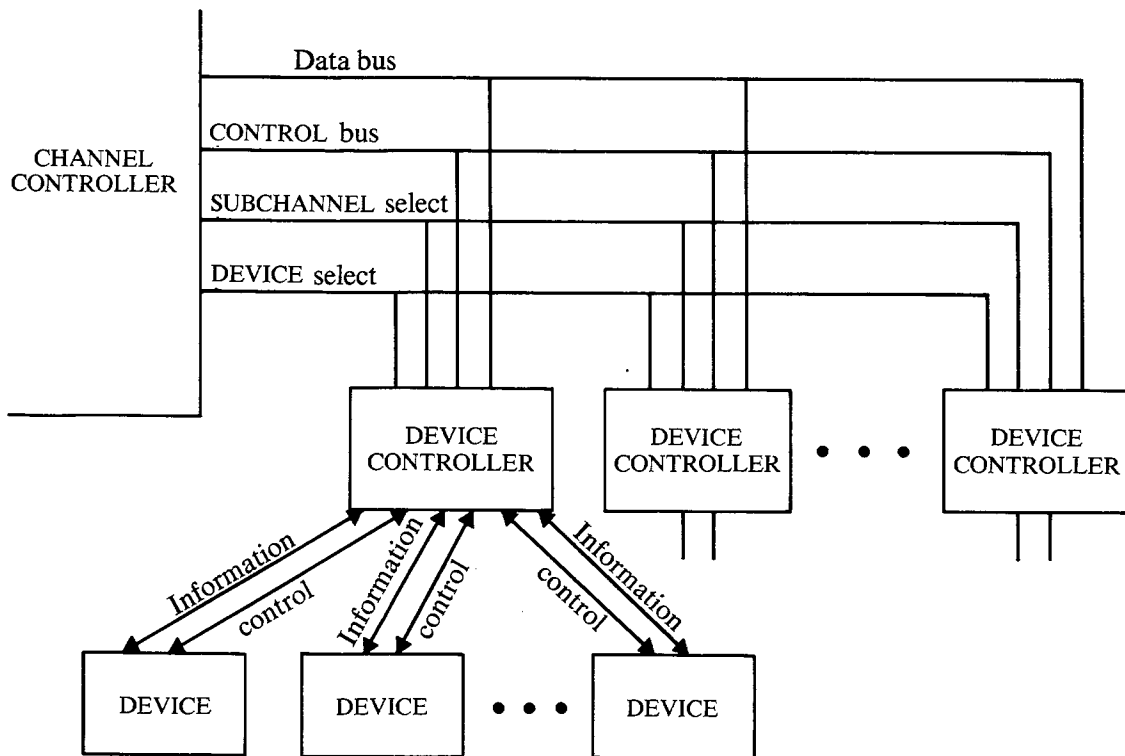 Data bus
CONTROL bus
CHANNEL
CONTROLLER
SUBCHANNEL select
DEVICE select
DEVICE
CONTROLLER
DEVICE
CONTROLLER
DEVICE
CONTROLLER
Information
control
Information
control
control
Information
DEVICE
DEVICE
DEVICE